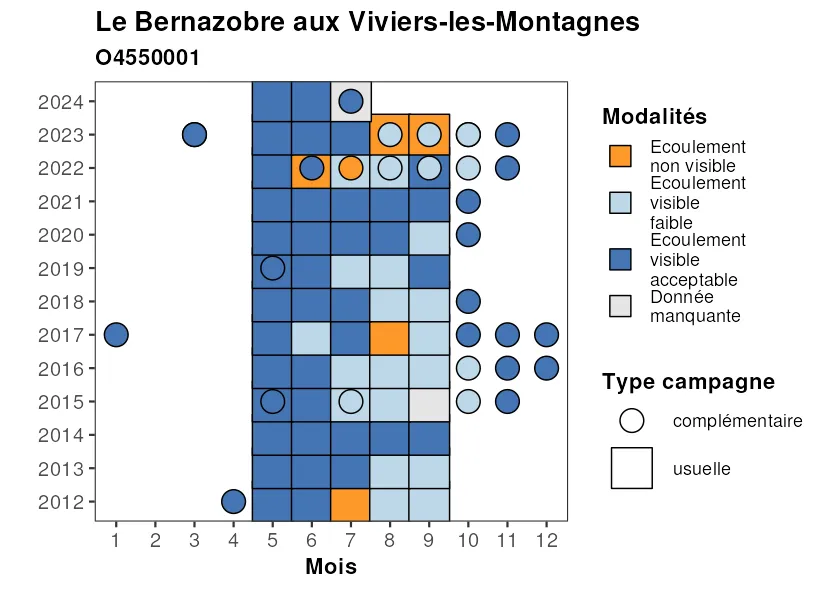 Le Bernazobre aux Viviers-les-Montagnes
O4550001
2024
2023
2022
2021
2020
2019
2018
2017
2016
2015
2014
2013
2012
1 2 3 4 5 6 7 8 9 10 11 12
Mois
Modalités
Ecoulement
non visible
Ecoulement
visible
faible
Ecoulement
visible
acceptable
Donnée
manquante
Type campagne
complémentaire
usuelle